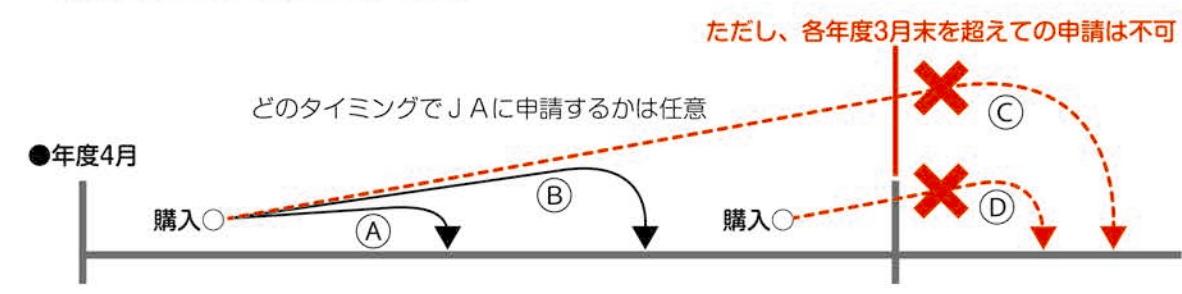 ただし、各年度3月末を超えての申請は不可
どのタイミングでＪＡに申請するかは任意
●年度4月
購入○
Ⓐ
Ⓑ
Ⓒ
購入○
Ⓓ